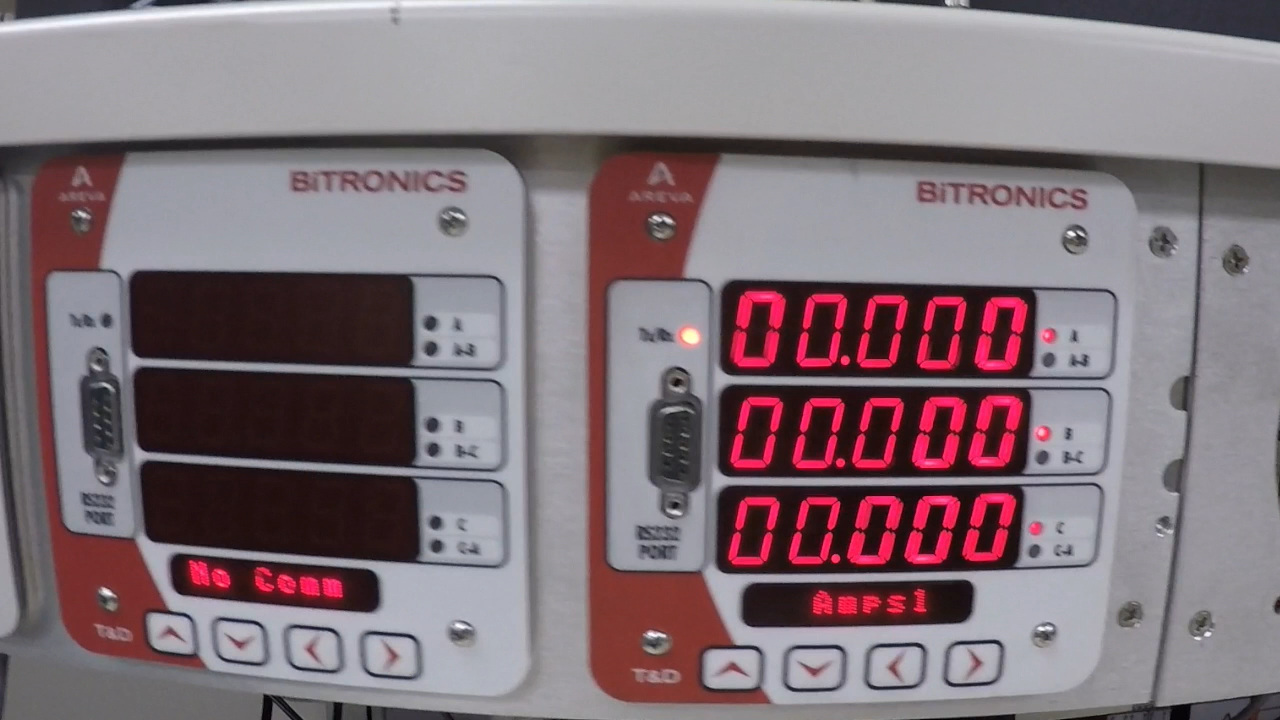 AREVA
BiTRONICS
Tx/Rx
A
A-B
B
B-C
C
C-A
RS232
PORT
No Comm
T&D
AREVA
BiTRONICS
Tx/Rx
00.000
A
A-B
00.000
B
B-C
00.000
C
C-A
RS232
PORT
Amps1
T&D